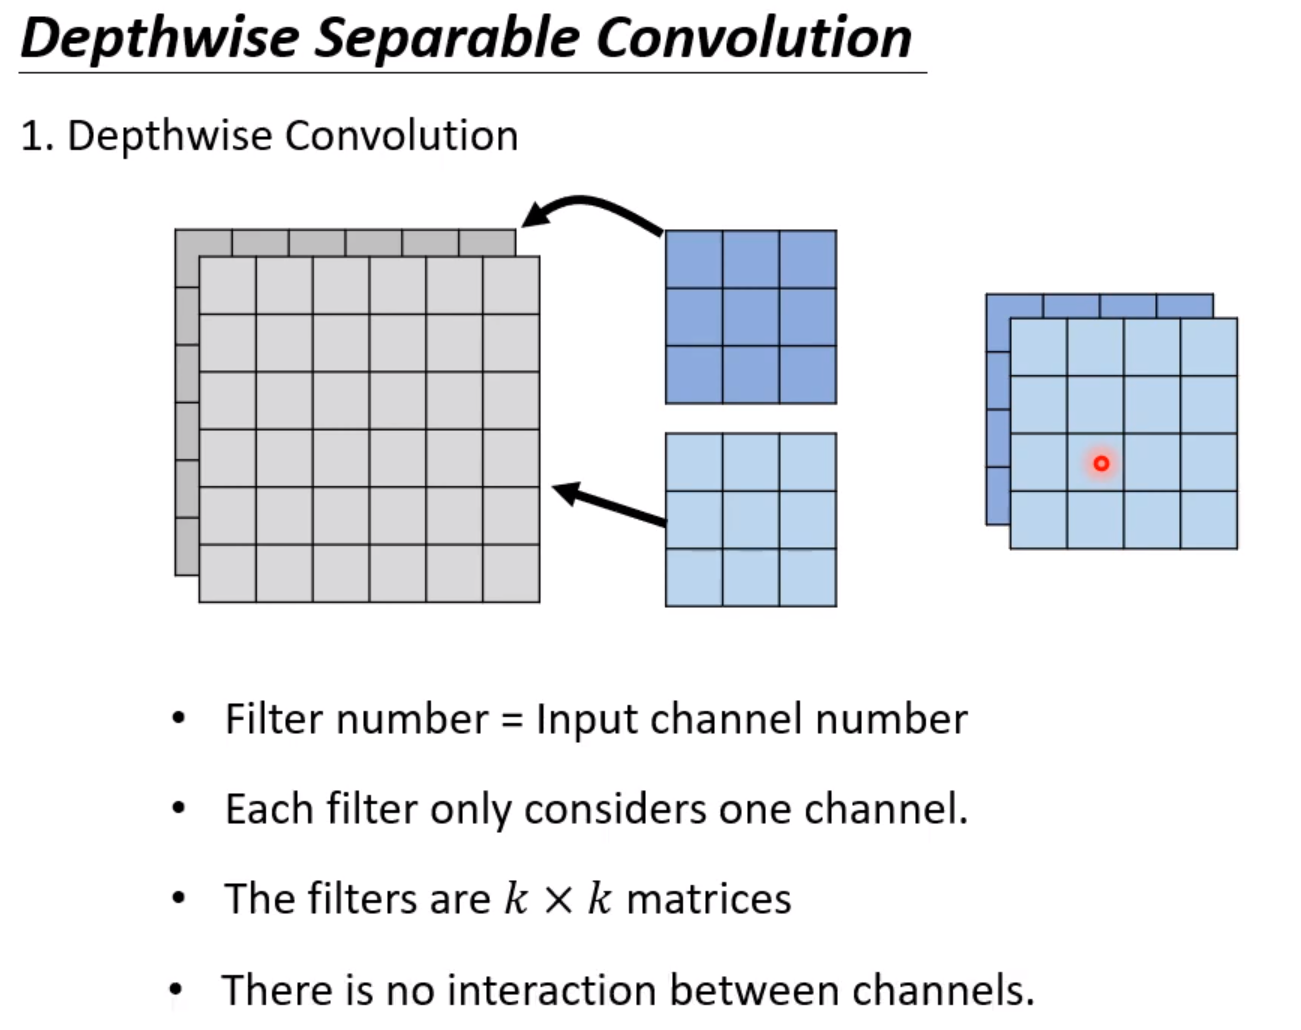 Depthwise Separable Convolution
1. Depthwise Convolution
• Filter number = Input channel number
• Each filter only considers one channel.
• The filters are k × k matrices
• There is no interaction between channels.